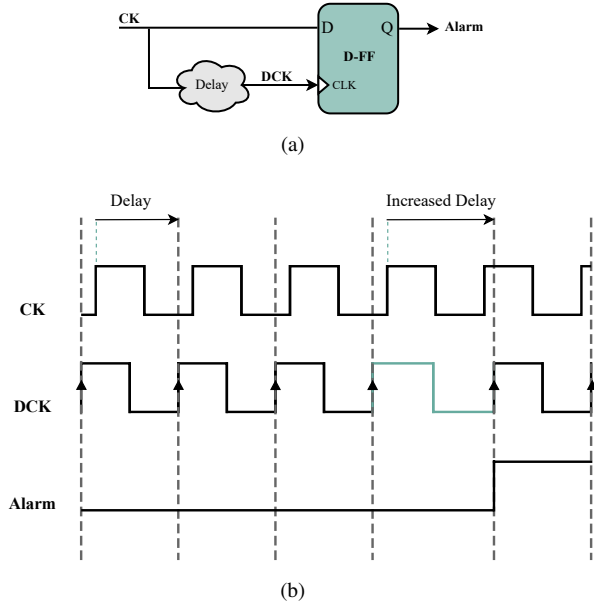 CK
D
Q
Alarm
D-FF
Delay
DCK
CLK
(a)
Delay
Increased Delay
CK
DCK
Alarm
(b)